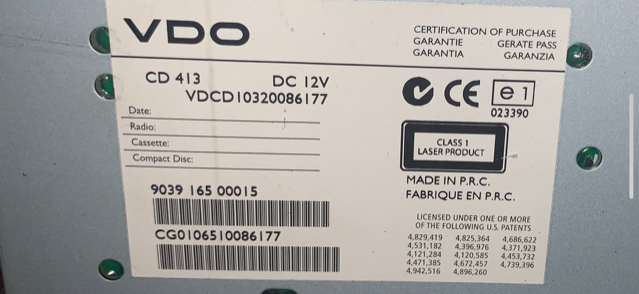 VDO
CERTIFICATION OF PURCHASE
GARANTIE GERATE PASS
GARANTIA GARANZIA
CD 413 DC 12V
VDCD10320086177
CE e1
023390
Date:
Radio:
Cassette:
Compact Disc:
CLASS 1
LASER PRODUCT
MADE IN P.R.C.
FABRIQUE EN P.R.C.
9039 165 00015
CG0106510086177
LICENSED UNDER ONE OR MORE
OF THE FOLLOWING U.S. PATENTS
4,829,419 4,825,364 4,686,622
4,531,182 4,396,976 4,371,923
4,121,284 4,120,585 4,453,732
4,471,385 4,672,457 4,739,396
4,942,516 4,896,260